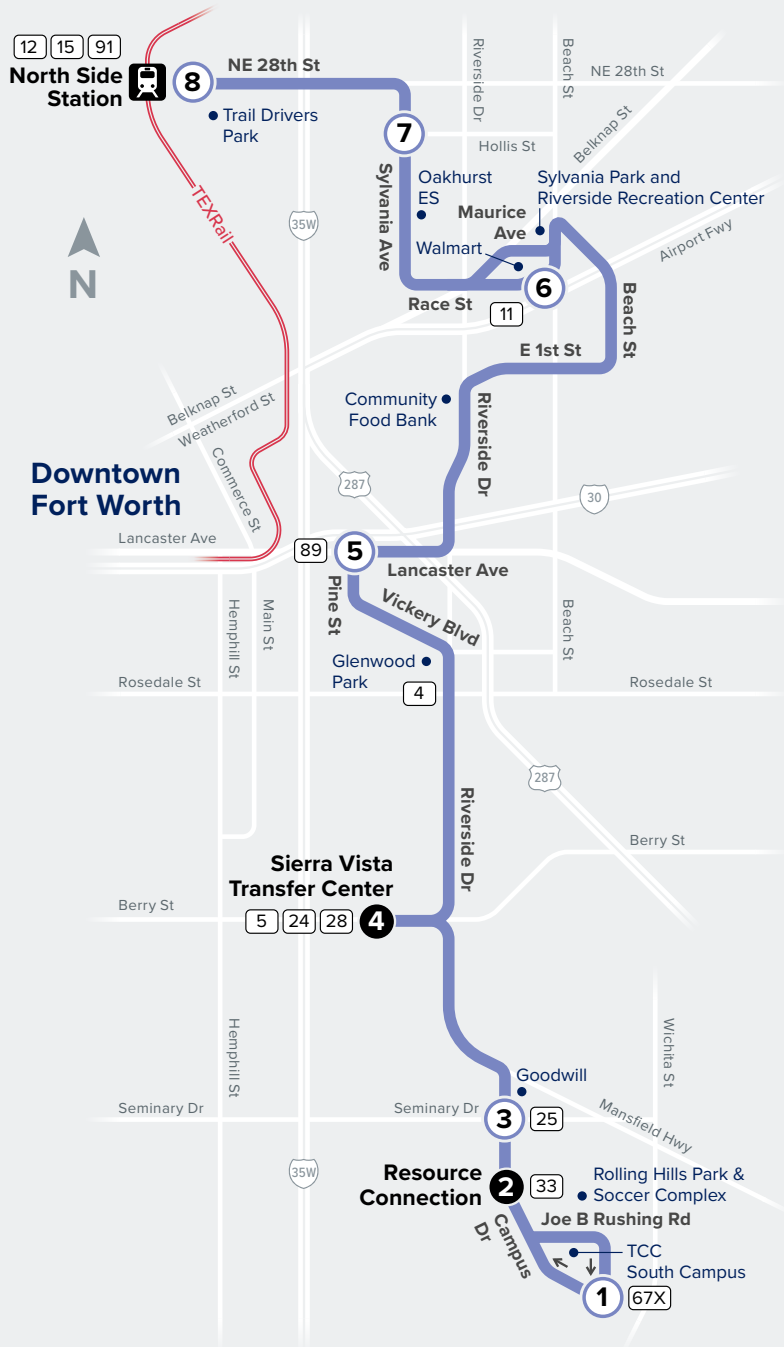 12 15 91
North Side
Station
8
NE 28th St
Riverside Dr
Beach St
NE 28th St
Trail Drivers
Park
7
Hollis St
Belknap St
TEXRail
Sylvania Ave
Oakhurst
ES
Sylvania Park and
Riverside Recreation Center
Maurice
Ave
35W
Walmart
Airport Fwy
N
6
Race St
11
Beach St
E 1st St
Belknap St
Weatherford St
Community
Food Bank
Riverside Dr
Commerce St
Downtown
Fort Worth
287
30
Lancaster Ave
89
5
Lancaster Ave
Pine St
Vickery Blvd
Hemphill St
Main St
Beach St
Glenwood
Park
4
Rosedale St
Rosedale St
287
Riverside Dr
Berry St
Sierra Vista
Transfer Center
Berry St
5 24 28
4
Hemphill St
Wichita St
Goodwill
Seminary Dr
Seminary Dr
3
25
Mansfield Hwy
35W
Resource
Connection
2
33
Rolling Hills Park &
Soccer Complex
Joe B Rushing Rd
Campus
Dr
TCC
South Campus
1
67X